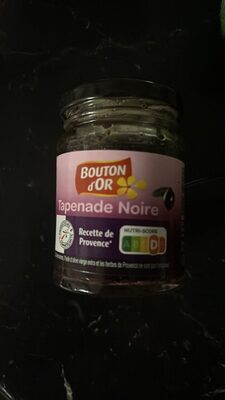 BOUTON
d'OR
Tapenade Noire
Recette de
Provence*
NUTRI-SCORE
A B C D E